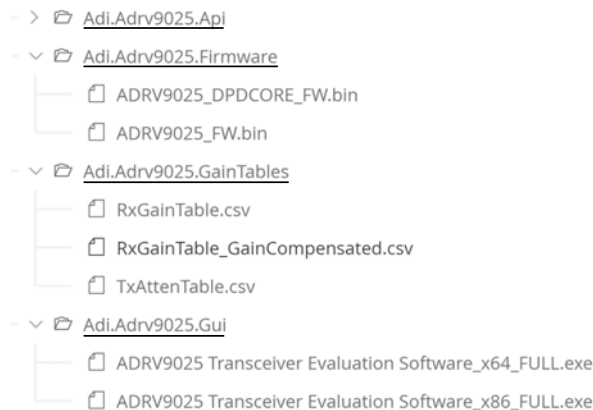 Adi.Adrv9025.Api
Adi.Adrv9025.Firmware
ADRV9025_DPDCORE_FW.bin
ADRV9025_FW.bin
Adi.Adrv9025.GainTables
RxGainTable.csv
RxGainTable_GainCompensated.csv
TxAttenTable.csv
Adi.Adrv9025.Gui
ADRV9025 Transceiver Evaluation Software_x64_FULL.exe
ADRV9025 Transceiver Evaluation Software_x86_FULL.exe